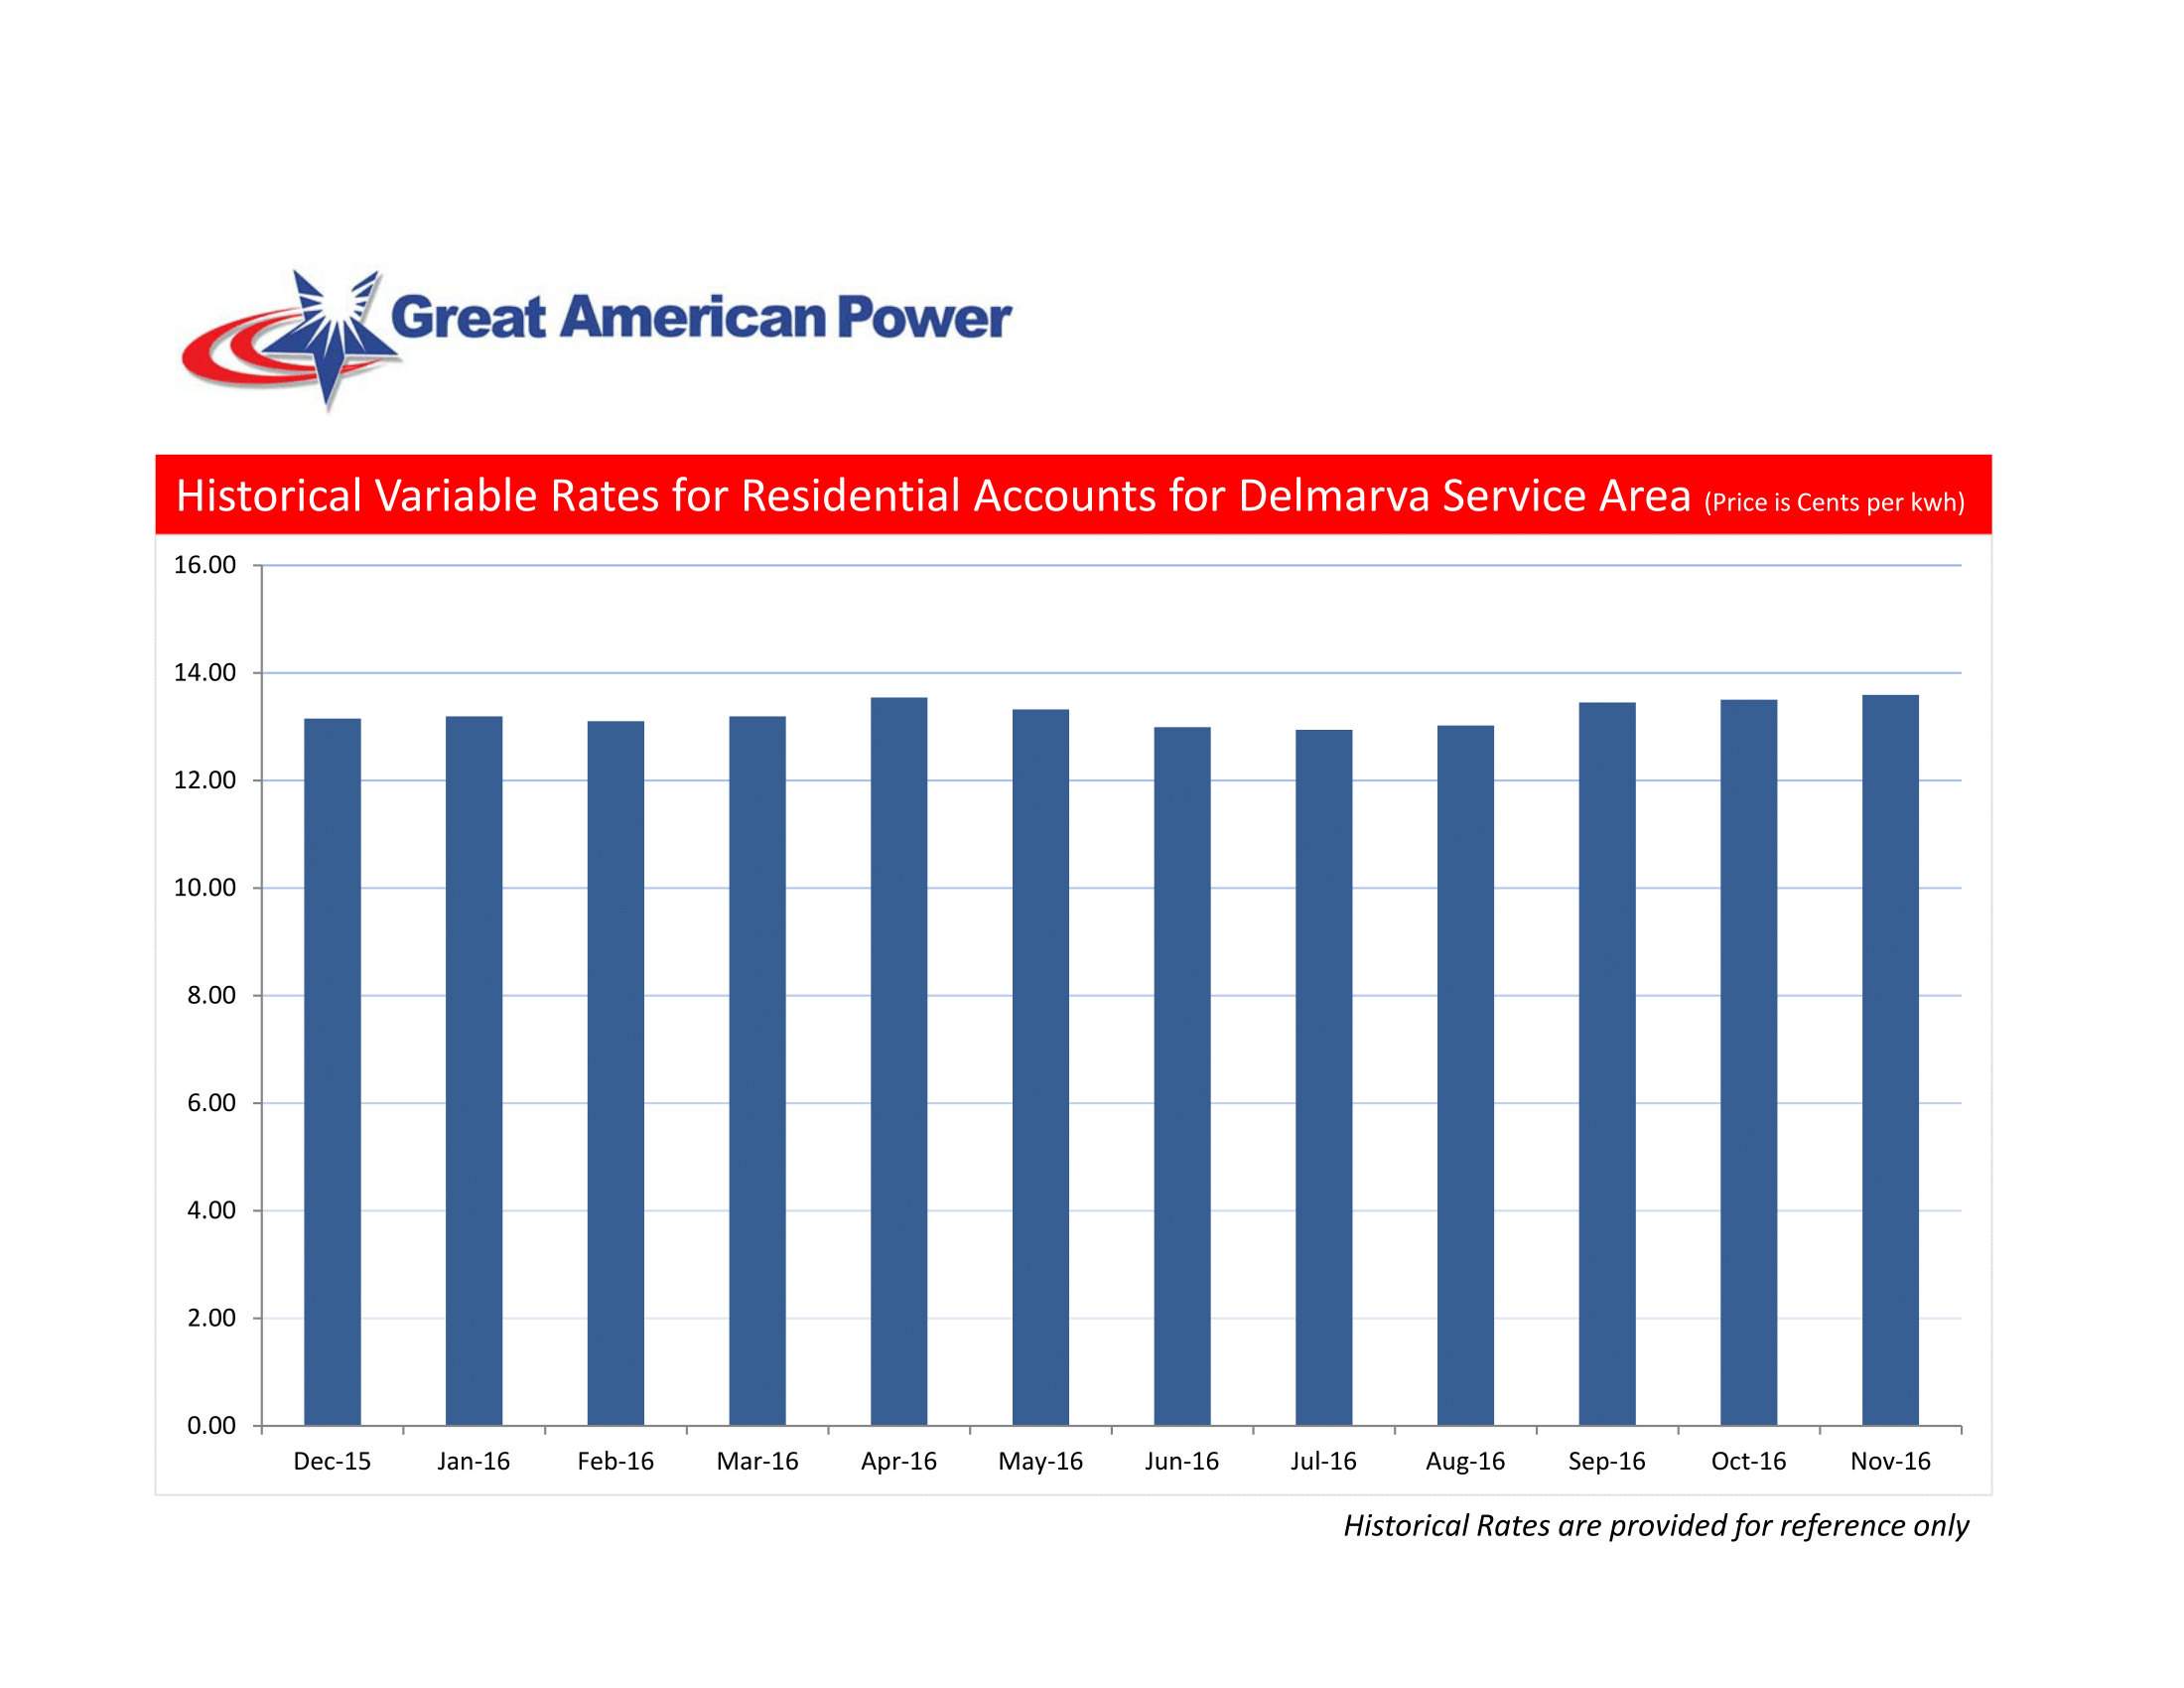 Great American Power
Historical Variable Rates for Residential Accounts for Delmarva Service Area (Price is Cents per kwh)
16.00
14.00
12.00
10.00
8.00
6.00
4.00
2.00
0.00
Dec-15 Jan-16 Feb-16 Mar-16 Apr-16 May-16 Jun-16 Jul-16 Aug-16 Sep-16 Oct-16 Nov-16
Historical Rates are provided for reference only